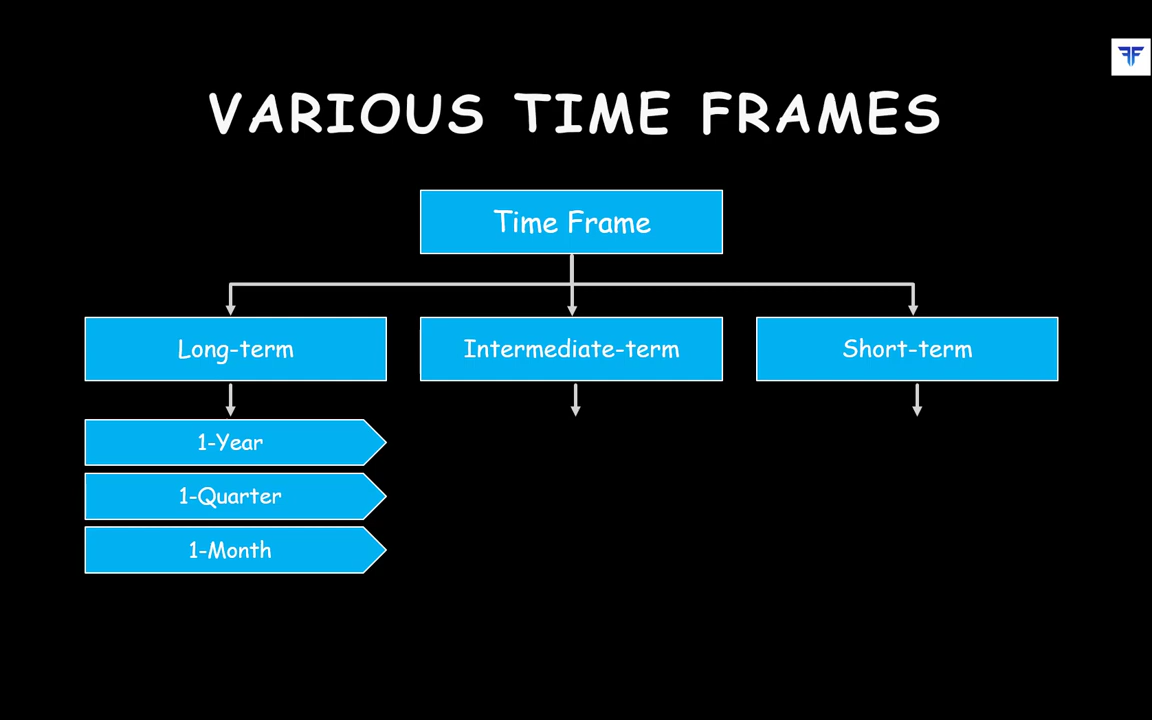 VARIOUS TIME FRAMES
Time Frame
Long-term
Intermediate-term
Short-term
1-Year
1-Quarter
1-Month